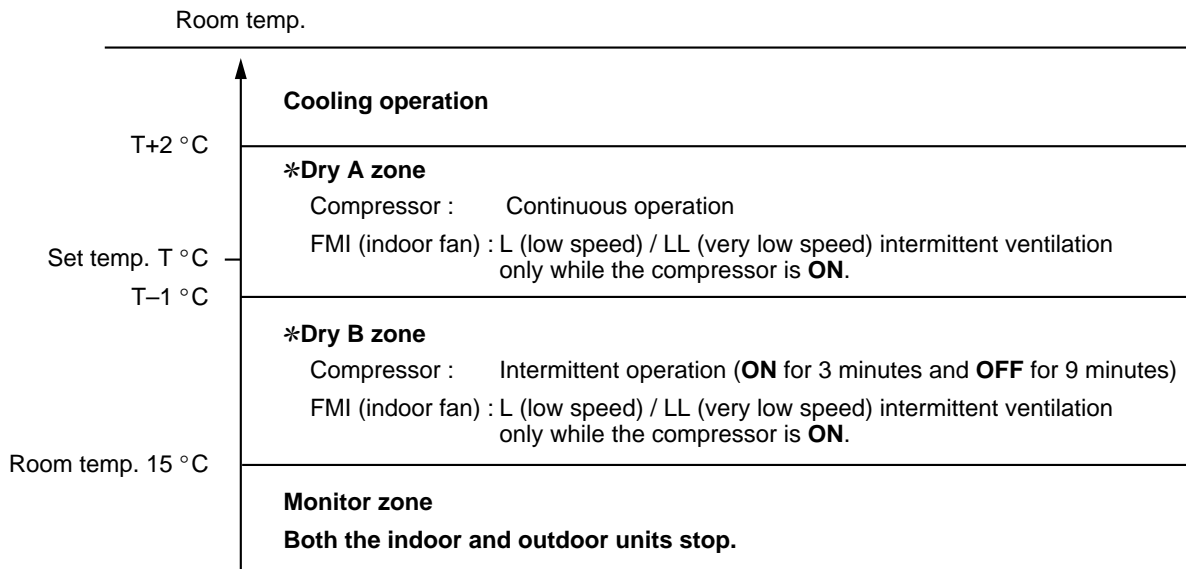 Room temp.
Cooling operation
T+2 °C
*Dry A zone
Compressor : Continuous operation
FMI (indoor fan) : L (low speed) / LL (very low speed) intermittent ventilation
only while the compressor is ON.
Set temp. T °C
T–1 °C
*Dry B zone
Compressor : Intermittent operation (ON for 3 minutes and OFF for 9 minutes)
FMI (indoor fan) : L (low speed) / LL (very low speed) intermittent ventilation
only while the compressor is ON.
Room temp. 15 °C
Monitor zone
Both the indoor and outdoor units stop.